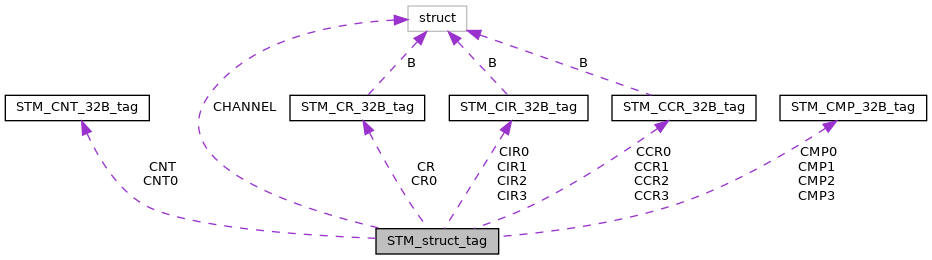 struct
B
B
B
STM_CNT_32B_tag
CHANNEL
STM_CR_32B_tag
STM_CIR_32B_tag
STM_CCR_32B_tag
STM_CMP_32B_tag
CNT
CNT0
CR
CR0
CIR0
CIR1
CIR2
CIR3
CCR0
CCR1
CCR2
CCR3
CMP0
CMP1
CMP2
CMP3
STM_struct_tag